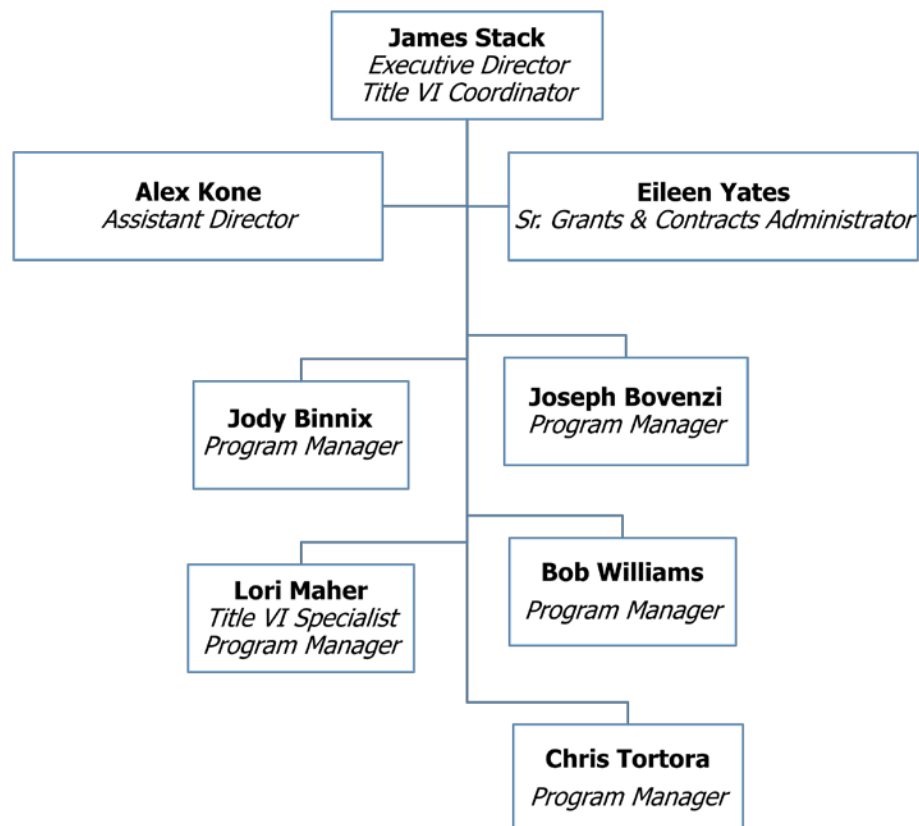 James Stack
Executive Director
Title VI Coordinator
Alex Kone
Assistant Director
Eileen Yates
Sr. Grants & Contracts Administrator
Jody Binnix
Program Manager
Joseph Bovenzi
Program Manager
Lori Maher
Title VI Specialist
Program Manager
Bob Williams
Program Manager
Chris Tortora
Program Manager